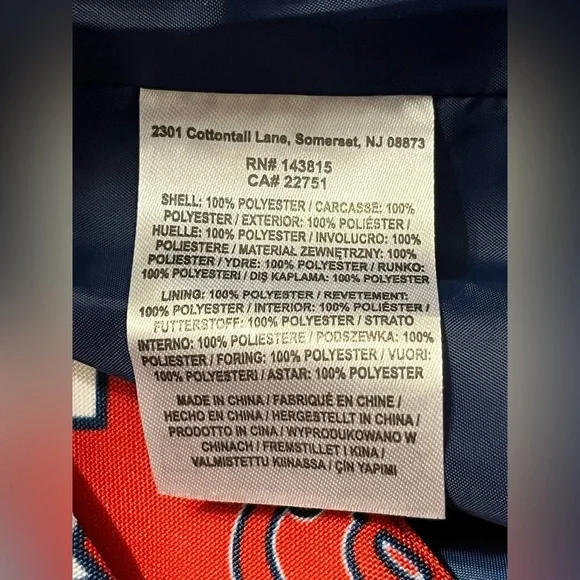 2301 Cottontail Lane, Somerset, NJ 08873
RN# 143815
CA# 22751
SHELL: 100% POLYESTER / CARCASSE: 100%
POLYESTER / EXTERIOR: 100% POLIÉSTER /
HUELLE: 100% POLYESTER / INVOLUCRO: 100%
POLIESTERE / MATERIAŁ ZEWNĘTRZNY: 100%
POLIESTER / YDRE: 100% POLYESTER / RUNKO:
100% POLYESTERI / DIŞ KAPLAMA: 100% POLYESTER
LINING: 100% POLYESTER / REVETEMENT:
100% POLYESTER / INTERIOR: 100% POLIÉSTER /
FUTTERSTOFF: 100% POLYESTER / STRATO
INTERNO: 100% POLIESTERE / PODSZEWKA: 100%
POLIESTER / FORING: 100% POLYESTER / VUORI:
100% POLYESTERI / ASTAR: 100% POLYESTER
MADE IN CHINA / FABRIQUÉ EN CHINE /
HECHO EN CHINA / HERGESTELLT IN CHINA /
PRODOTTO IN CINA / WYPRODUKOWANO W
CHINACH / FREMSTILLET I KINA /
VALMISTETTU KIINASSA / ÇİN YAPIMI